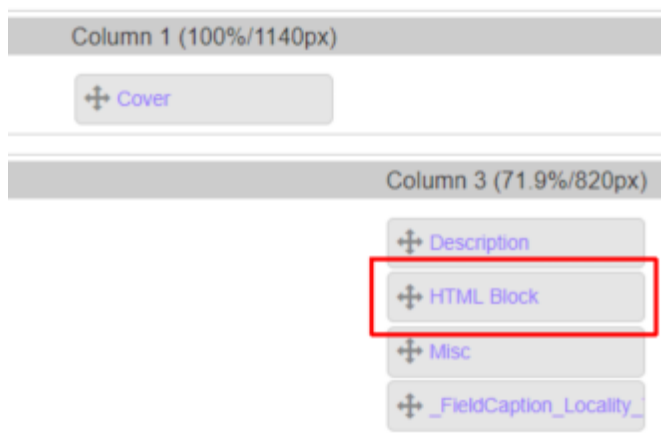 Column 1 (100%/1140px)
Cover
Column 3 (71.9%/820px)
Description
HTML Block
Misc
_FieldCaption_Locality_